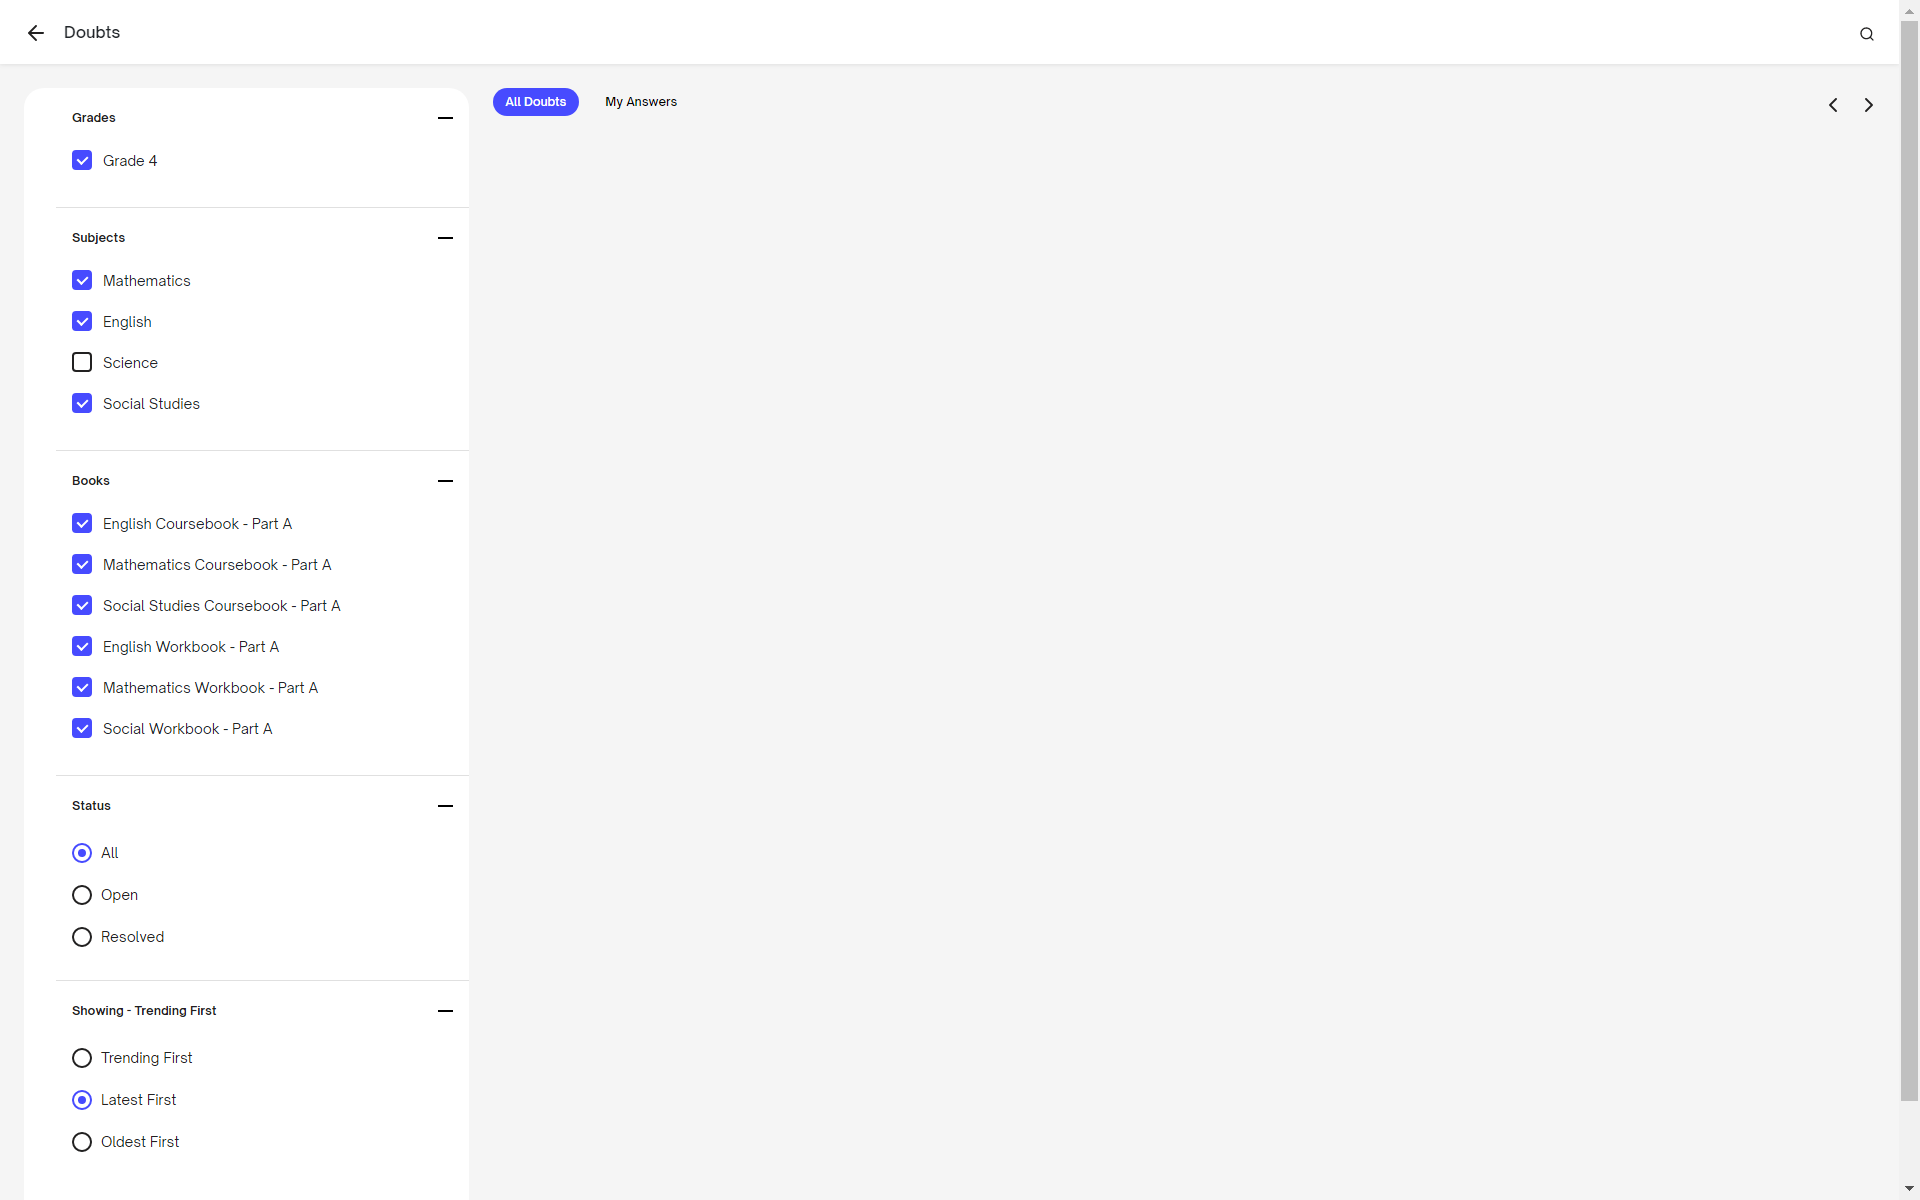 Doubts
Grades
Grade 4
Subjects
Mathematics
English
Science
Social Studies
Books
English Coursebook - Part A
Mathematics Coursebook - Part A
Social Studies Coursebook - Part A
English Workbook - Part A
Mathematics Workbook - Part A
Social Workbook - Part A
Status
All
Open
Resolved
Showing - Trending First
Trending First
Latest First
Oldest First
All Doubts
My Answers